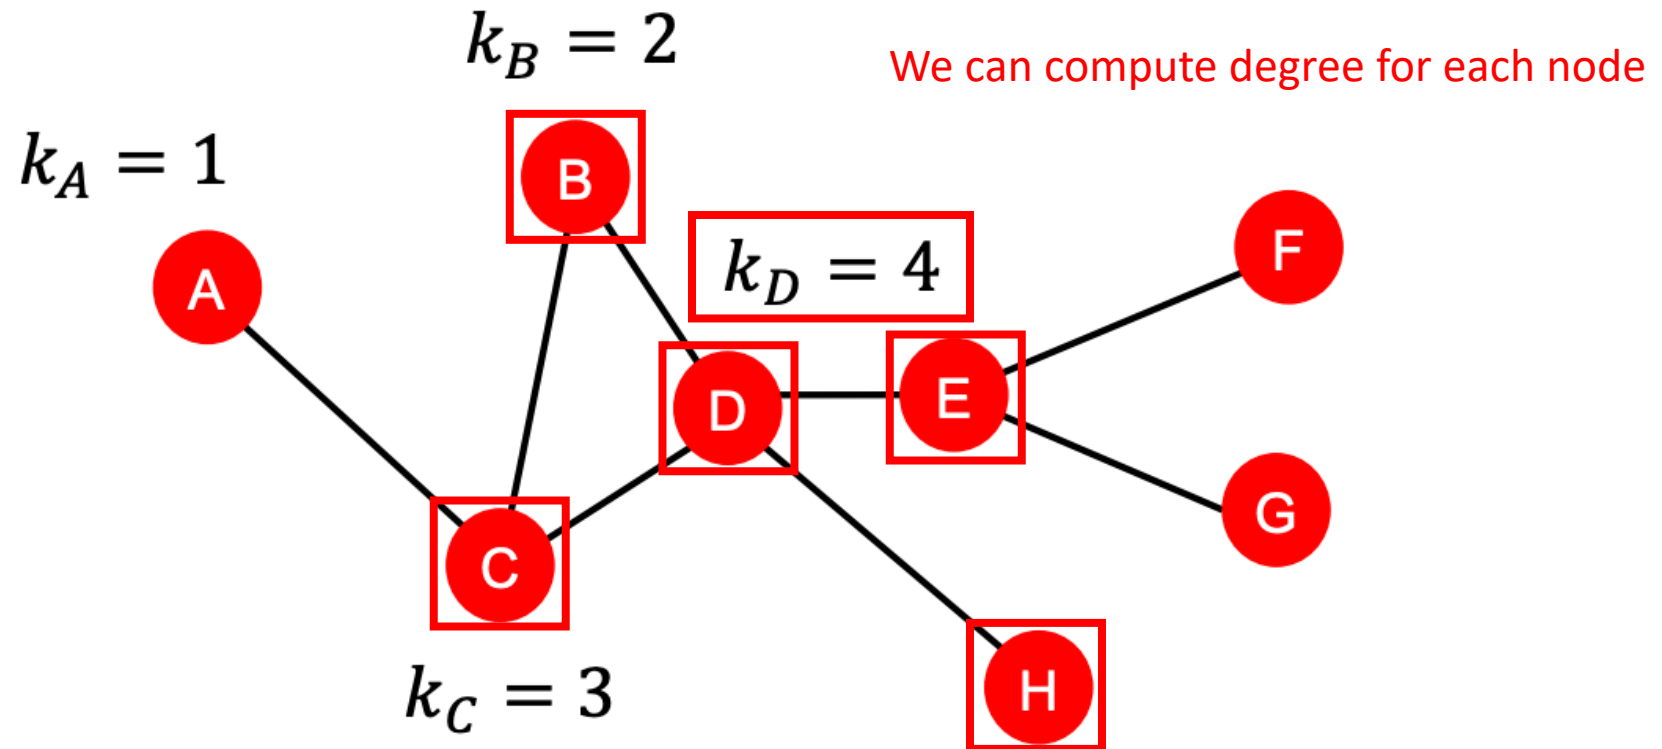 k_B = 2
We can compute degree for each node
k_A = 1
B
k_D = 4
F
A
D
E
G
C
k_C = 3
H